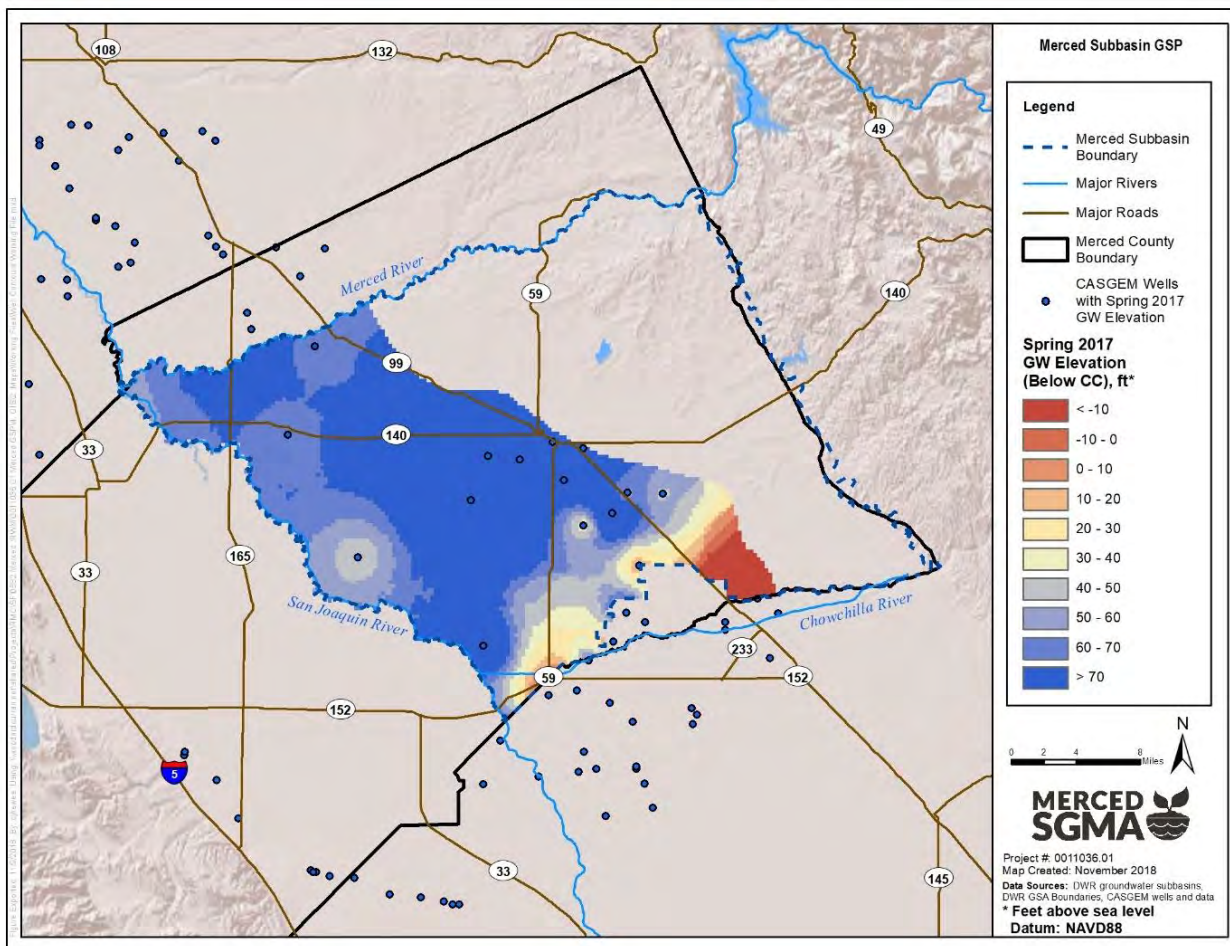 108
132
49
Merced River
59
140
99
140
33
165
33
San Joaquin River
Chowchilla River
233
59
152
152
5
33
145
Merced Subbasin GSP
Legend
Merced Subbasin
Boundary
Major Rivers
Major Roads
Merced County
Boundary
CASGEM Wells
with Spring 2017
GW Elevation
Spring 2017
GW Elevation
(Below CC), ft*
< -10
-10 - 0
0 - 10
10 - 20
20 - 30
30 - 40
40 - 50
50 - 60
60 - 70
> 70
N
0 2 4 8
Miles
MERCED
SGMA
Project #: 0011036.01
Map Created: November 2018
Data Sources: DWR groundwater subbasins,
DWR GSA Boundaries, CASGEM wells and data
* Feet above sea level
Datum: NAVD88